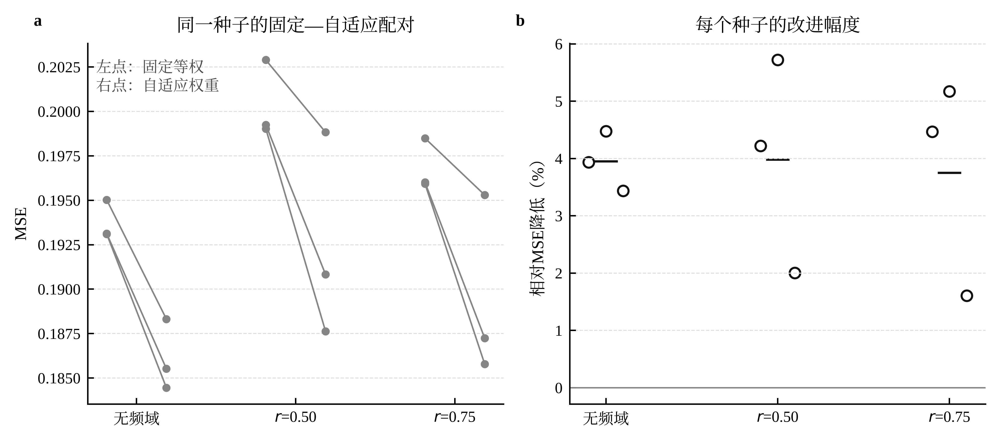 a
同一种子的固定—自适应配对
左点：固定等权
右点：自适应权重
0.2025
0.2000
0.1975
0.1950
0.1925
0.1900
0.1875
0.1850
MSE
无频域
r=0.50
r=0.75
b
每个种子的改进幅度
6
5
4
3
2
1
0
相对MSE降低（%）
无频域
r=0.50
r=0.75